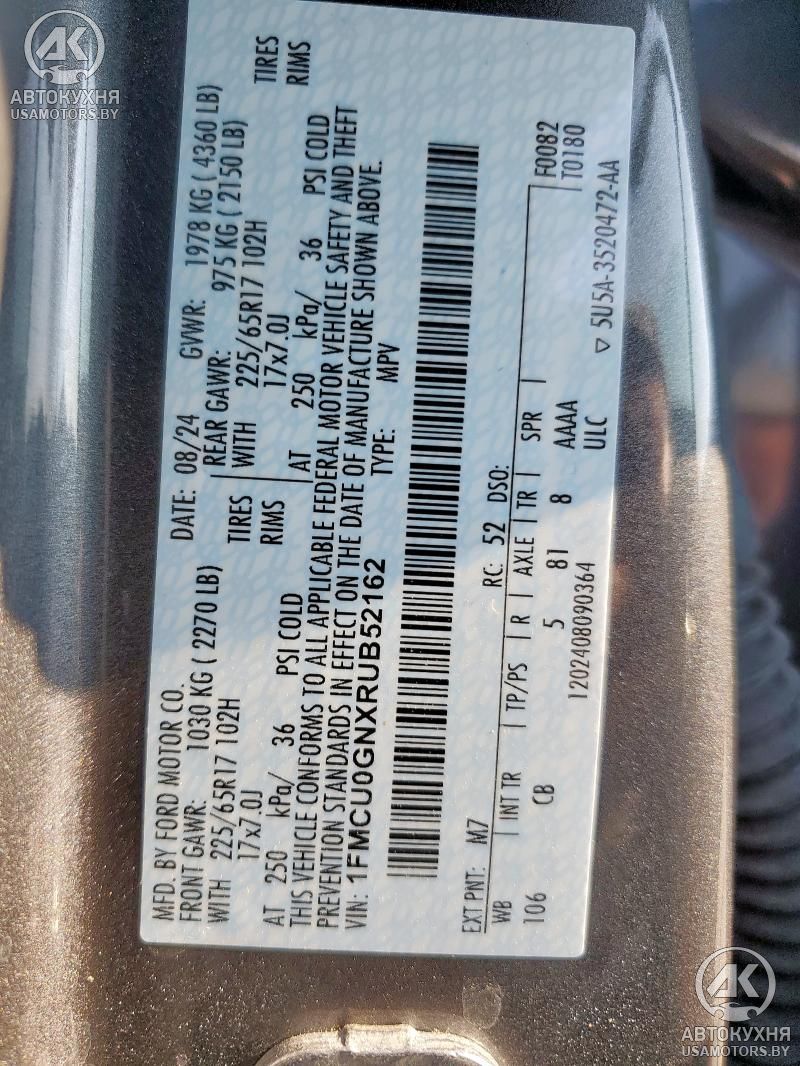 AK
АВТОКУХНЯ
USAMOTORS.BY
MFD. BY FORD MOTOR CO. DATE: 08/24 GVWR: 1978 KG ( 4360 LB)
FRONT GAWR: 1030 KG ( 2270 LB) REAR GAWR: 975 KG ( 2150 LB)
WITH 225/65R17 102H TIRES WITH 225/65R17 102H TIRES
17x7.0J RIMS 17x7.0J RIMS
AT 250 kPa/ 36 PSI COLD AT 250 kPa/ 36 PSI COLD
THIS VEHICLE CONFORMS TO ALL APPLICABLE FEDERAL MOTOR VEHICLE SAFETY AND THEFT
PREVENTION STANDARDS IN EFFECT ON THE DATE OF MANUFACTURE SHOWN ABOVE.
VIN: 1FMCU0GNXRUB52162 TYPE: MPV
EXT PNT: M7 RC: 52 DSO: F0082
WB INT TR TP/PS R AXLE TR SPR T0180
106 CB 5 81 8 AAAA
ULC
1202408090364 ▽ 5U5A-3520472-AA
AK
АВТОКУХНЯ
USAMOTORS.BY